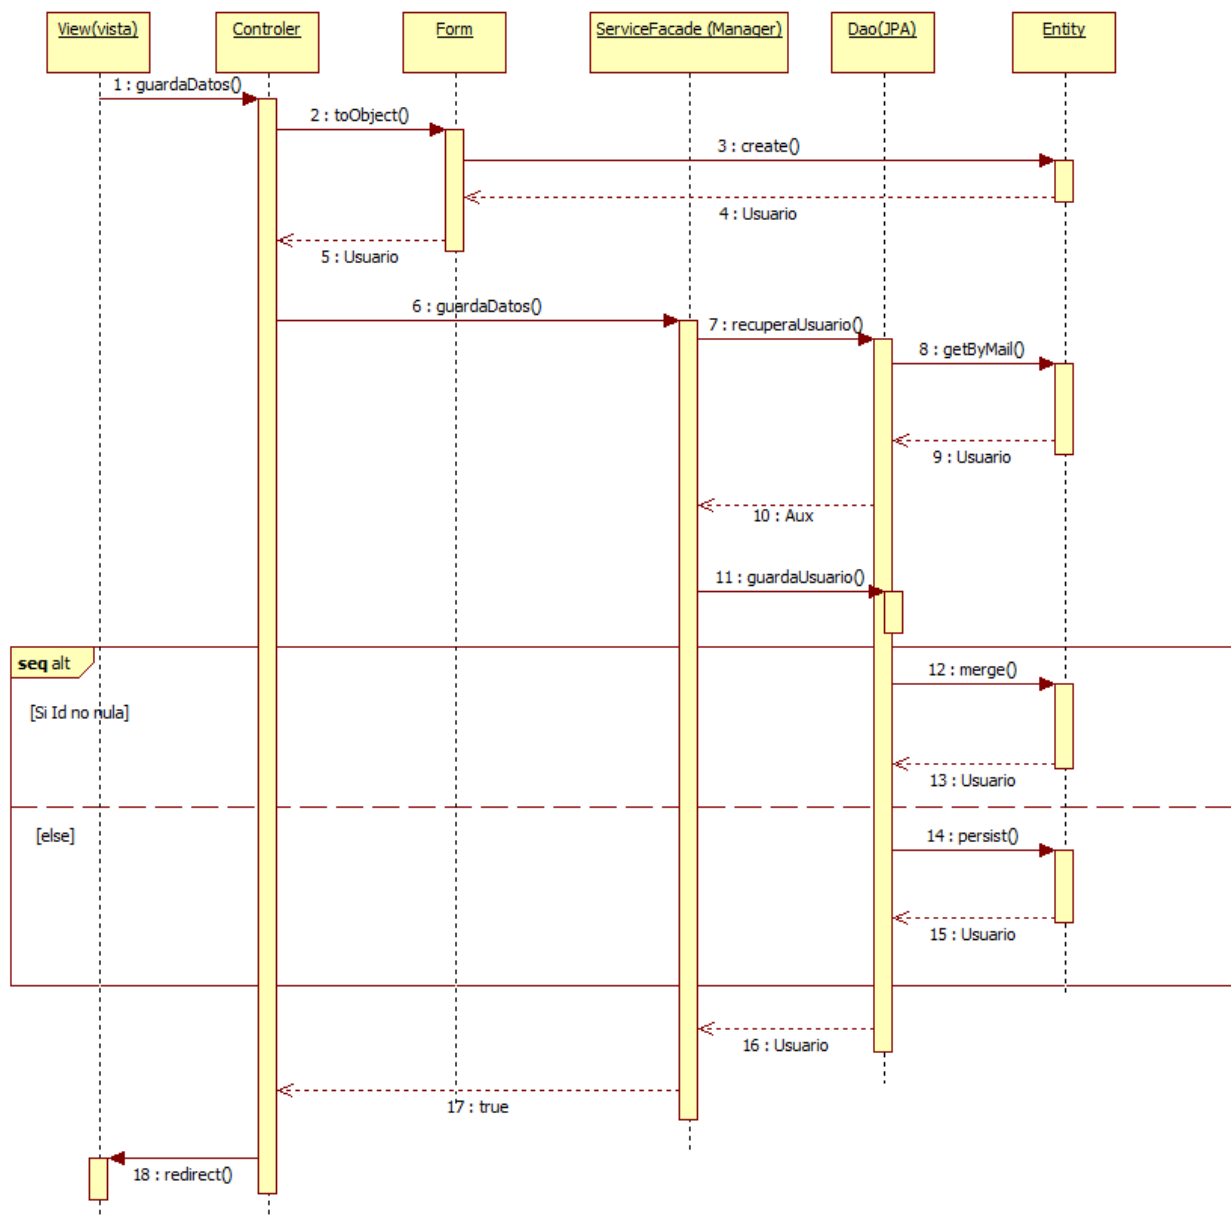 View(vista)
Controler
Form
ServiceFacade (Manager)
Dao(JPA)
Entity
1 : guardaDatos()
2 : toObject()
3 : create()
4 : Usuario
5 : Usuario
6 : guardaDatos()
7 : recuperaUsuario()
8 : getByMail()
9 : Usuario
10 : Aux
11 : guardaUsuario()
seq alt
12 : merge()
[Si Id no nula]
13 : Usuario
[else]
14 : persist()
15 : Usuario
16 : Usuario
17 : true
18 : redirect()